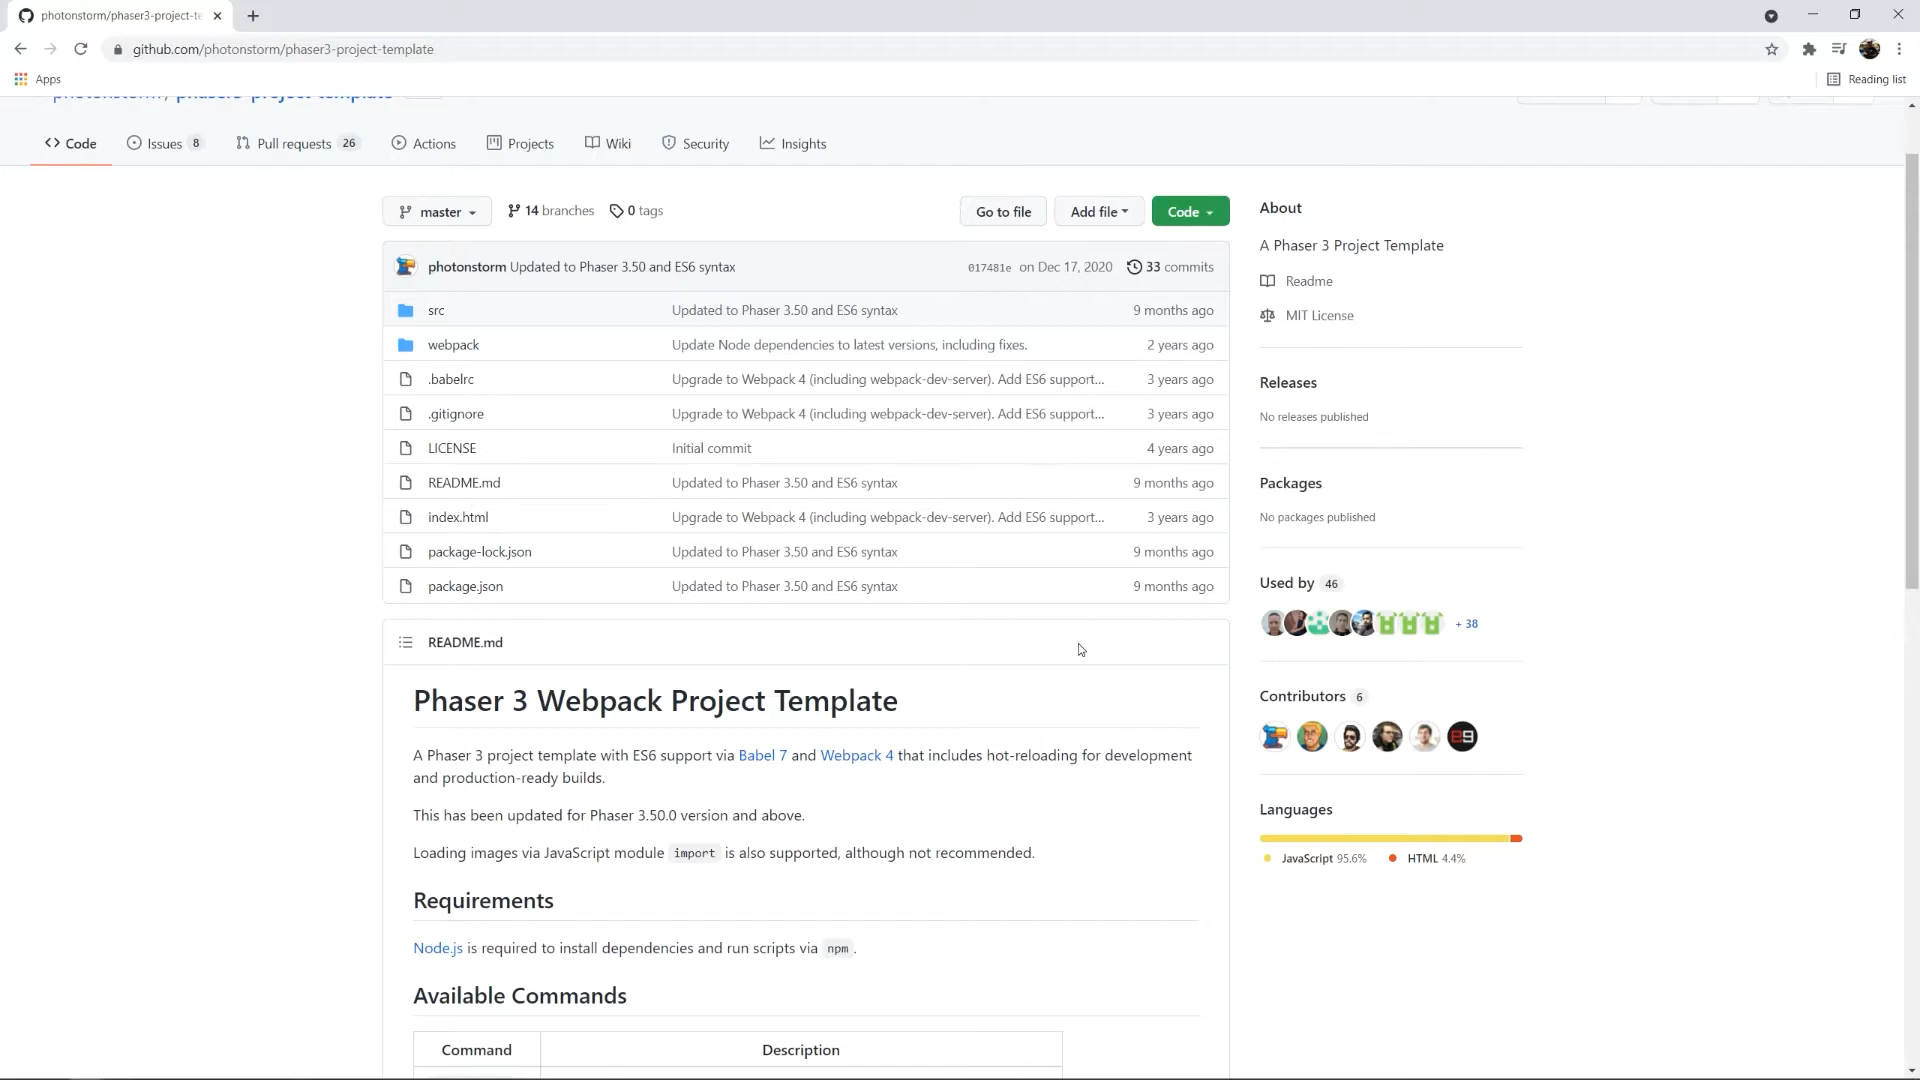 photonstorm/phaser3-project-te
github.com/photonstorm/phaser3-project-template
Apps
Reading list
photonstorm / phaser3-project-template
Code
Issues 8
Pull requests 26
Actions
Projects
Wiki
Security
Insights
master
14 branches
0 tags
Go to file
Add file
Code
photonstorm Updated to Phaser 3.50 and ES6 syntax
017481e on Dec 17, 2020
33 commits
src Updated to Phaser 3.50 and ES6 syntax 9 months ago
webpack Update Node dependencies to latest versions, including fixes. 2 years ago
.babelrc Upgrade to Webpack 4 (including webpack-dev-server). Add ES6 support... 3 years ago
.gitignore Upgrade to Webpack 4 (including webpack-dev-server). Add ES6 support... 3 years ago
LICENSE Initial commit 4 years ago
README.md Updated to Phaser 3.50 and ES6 syntax 9 months ago
index.html Upgrade to Webpack 4 (including webpack-dev-server). Add ES6 support... 3 years ago
package-lock.json Updated to Phaser 3.50 and ES6 syntax 9 months ago
package.json Updated to Phaser 3.50 and ES6 syntax 9 months ago
README.md
Phaser 3 Webpack Project Template
A Phaser 3 project template with ES6 support via Babel 7 and Webpack 4 that includes hot-reloading for development
and production-ready builds.
This has been updated for Phaser 3.50.0 version and above.
Loading images via JavaScript module import is also supported, although not recommended.
Requirements
Node.js is required to install dependencies and run scripts via npm.
Available Commands
Command Description
About
A Phaser 3 Project Template
Readme
MIT License
Releases
No releases published
Packages
No packages published
Used by 46
+ 38
Contributors 6
Languages
JavaScript 95.6% HTML 4.4%